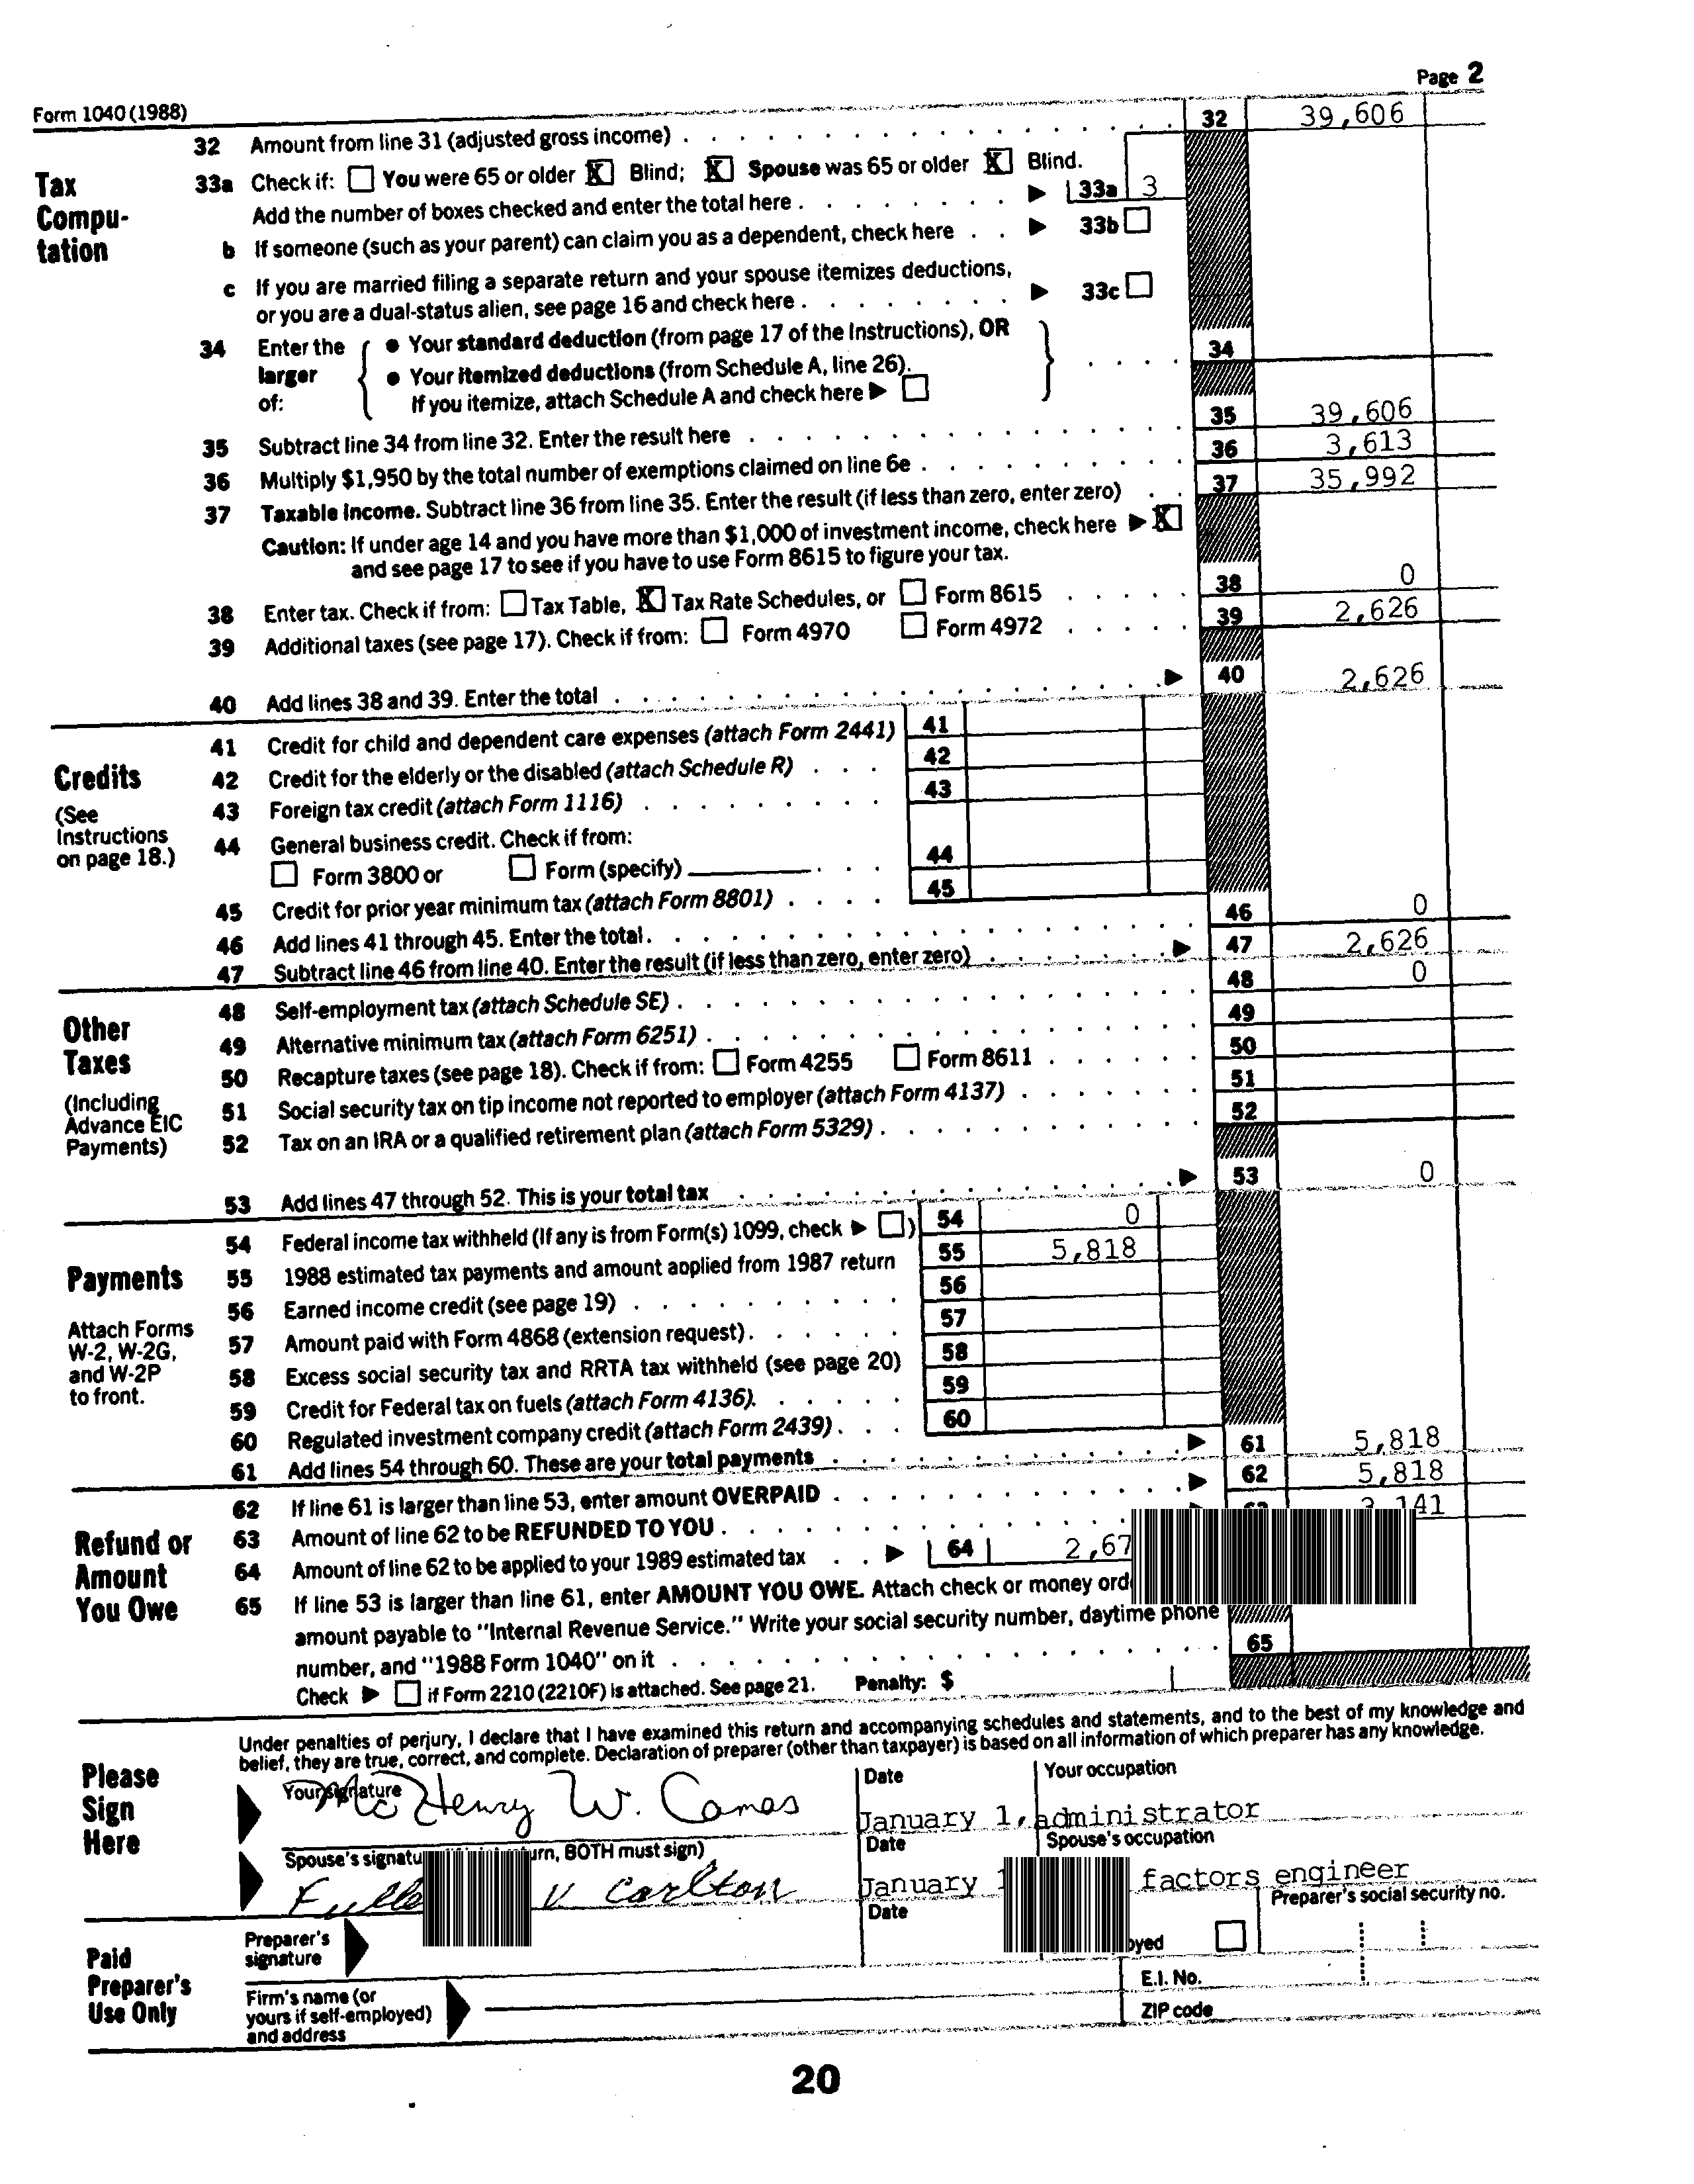 Page 2
Form 1040 (1988)
32 Amount from line 31 (adjusted gross income) 32 39,606
Tax Compu- tation
33a Check if: You were 65 or older X Blind; X Spouse was 65 or older X Blind.
Add the number of boxes checked and enter the total here 33a 3
b If someone (such as your parent) can claim you as a dependent, check here 33b
c If you are married filing a separate return and your spouse itemizes deductions,
or you are a dual-status alien, see page 16 and check here 33c
34 Enter the larger of:
• Your standard deduction (from page 17 of the Instructions), OR
• Your itemized deductions (from Schedule A, line 26).
If you itemize, attach Schedule A and check here 34
35 Subtract line 34 from line 32. Enter the result here 35 39,606
36 Multiply $1,950 by the total number of exemptions claimed on line 6e 36 3,613
37 Taxable income. Subtract line 36 from line 35. Enter the result (if less than zero, enter zero) 37 35,992
Caution: If under age 14 and you have more than $1,000 of investment income, check here X
and see page 17 to see if you have to use Form 8615 to figure your tax.
38 Enter tax. Check if from: Tax Table, X Tax Rate Schedules, or Form 8615 38 0
39 Additional taxes (see page 17). Check if from: Form 4970 Form 4972 39 2,626
40 Add lines 38 and 39. Enter the total 40 2,626
Credits
(See Instructions on page 18.)
41 Credit for child and dependent care expenses (attach Form 2441) 41
42 Credit for the elderly or the disabled (attach Schedule R) 42
43 Foreign tax credit (attach Form 1116) 43
44 General business credit. Check if from:
Form 3800 or Form (specify) 44
45 Credit for prior year minimum tax (attach Form 8801) 45
46 Add lines 41 through 45. Enter the total 46 0
47 Subtract line 46 from line 40. Enter the result (if less than zero, enter zero) 47 2,626
Other Taxes
(Including Advance EIC Payments)
48 Self-employment tax (attach Schedule SE) 48 0
49 Alternative minimum tax (attach Form 6251) 49
50 Recapture taxes (see page 18). Check if from: Form 4255 Form 8611 50
51 Social security tax on tip income not reported to employer (attach Form 4137) 51
52 Tax on an IRA or a qualified retirement plan (attach Form 5329) 52
53 Add lines 47 through 52. This is your total tax 53 0
Payments
Attach Forms W-2, W-2G, and W-2P to front.
54 Federal income tax withheld (If any is from Form(s) 1099, check ) 54 0
55 1988 estimated tax payments and amount applied from 1987 return 55 5,818
56 Earned income credit (see page 19) 56
57 Amount paid with Form 4868 (extension request) 57
58 Excess social security tax and RRTA tax withheld (see page 20) 58
59 Credit for Federal tax on fuels (attach Form 4136). 59
60 Regulated investment company credit (attach Form 2439) 60
61 Add lines 54 through 60. These are your total payments 61 5,818
Refund or Amount You Owe
62 If line 61 is larger than line 53, enter amount OVERPAID 62 5,818
63 Amount of line 62 to be REFUNDED TO YOU 141
64 Amount of line 62 to be applied to your 1989 estimated tax 64 2,67
65 If line 53 is larger than line 61, enter AMOUNT YOU OWE. Attach check or money ord
amount payable to "Internal Revenue Service." Write your social security number, daytime phone
number, and "1988 Form 1040" on it 65
Check if Form 2210 (2210F) is attached. See page 21. Penalty: $
Please Sign Here
Under penalties of perjury, I declare that I have examined this return and accompanying schedules and statements, and to the best of my knowledge and
belief, they are true, correct, and complete. Declaration of preparer (other than taxpayer) is based on all information of which preparer has any knowledge.
Your signature Date Your occupation
McHenry W. Camas January 1, administrator
Spouse's signatu urn, BOTH must sign) Date Spouse's occupation
Fulle V Carlton January 1 factors engineer
Paid Preparer's Use Only
Preparer's signature Date oyed Preparer's social security no.
Firm's name (or yours if self-employed) and address
E.I. No.
ZIP code
20